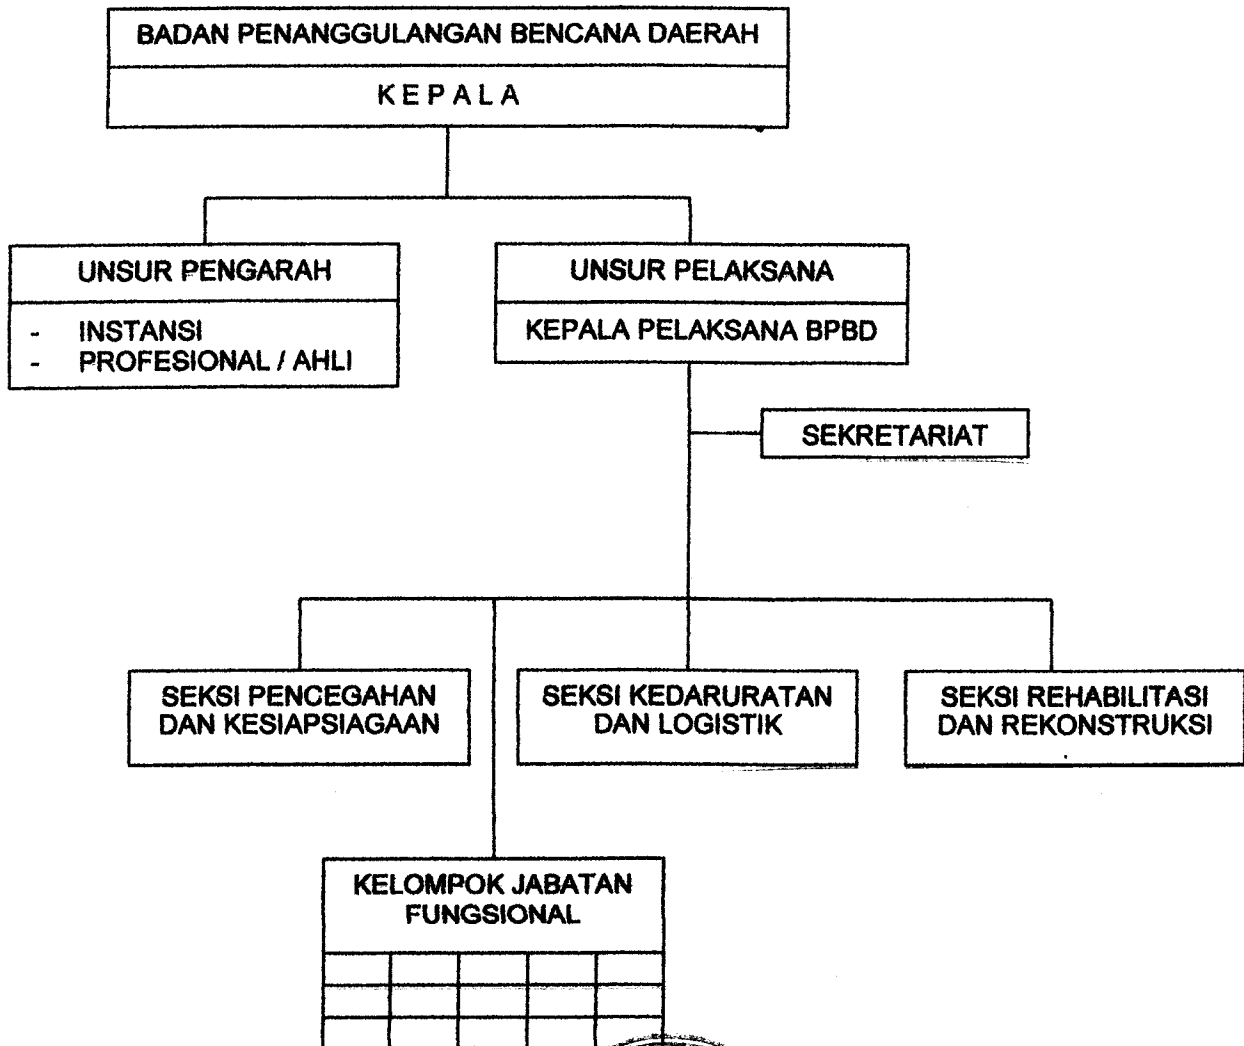 BADAN PENANGGULANGAN BENCANA DAERAH
K E P A L A
UNSUR PENGARAH
- INSTANSI
- PROFESIONAL / AHLI
UNSUR PELAKSANA
KEPALA PELAKSANA BPBD
SEKRETARIAT
SEKSI PENCEGAHAN
DAN KESIAPSIAGAAN
SEKSI KEDARURATAN
DAN LOGISTIK
SEKSI REHABILITASI
DAN REKONSTRUKSI
KELOMPOK JABATAN
FUNGSIONAL